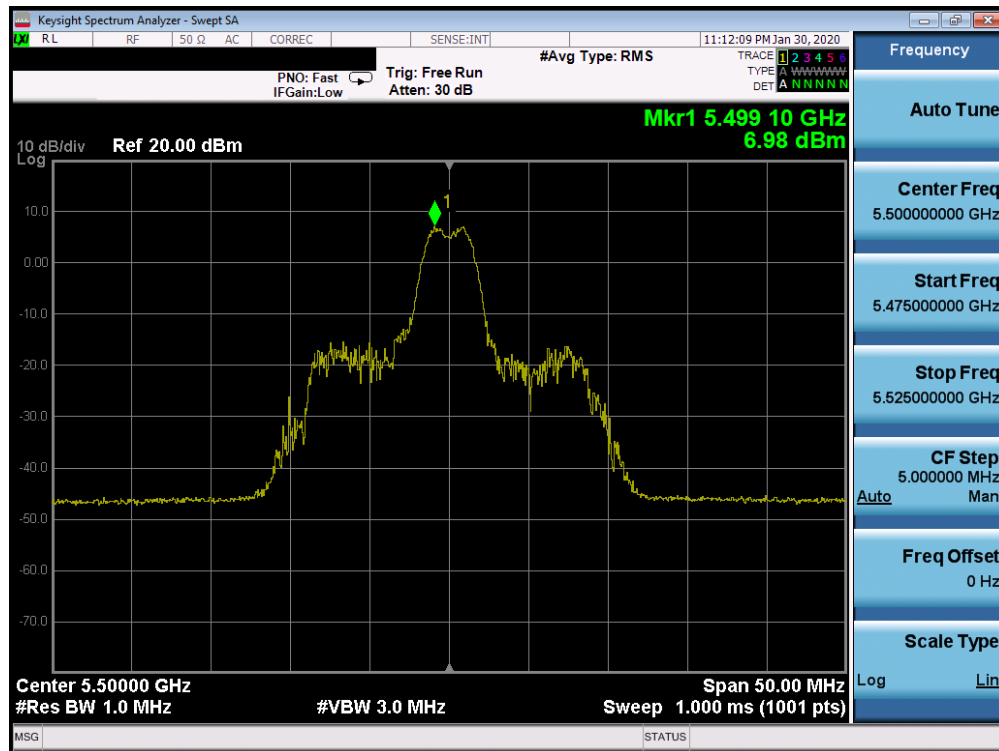 Keysight Spectrum Analyzer - Swept SA
LXI RL RF 50 Ω AC CORREC SENSE:INT 11:12:09 PM Jan 30, 2020
#Avg Type: RMS TRACE 1 2 3 4 5 6
PNO: Fast Trig: Free Run TYPE A WWWWW
IFGain:Low Atten: 30 dB DET A N N N N N
Mkr1 5.499 10 GHz
6.98 dBm
10 dB/div Ref 20.00 dBm
Log
1
10.0
0.00
-10.0
-20.0
-30.0
-40.0
-50.0
-60.0
-70.0
Center 5.50000 GHz Span 50.00 MHz
#Res BW 1.0 MHz #VBW 3.0 MHz Sweep 1.000 ms (1001 pts)
MSG STATUS
Frequency
Auto Tune
Center Freq
5.500000000 GHz
Start Freq
5.475000000 GHz
Stop Freq
5.525000000 GHz
CF Step
5.000000 MHz
Auto Man
Freq Offset
0 Hz
Scale Type
Log Lin